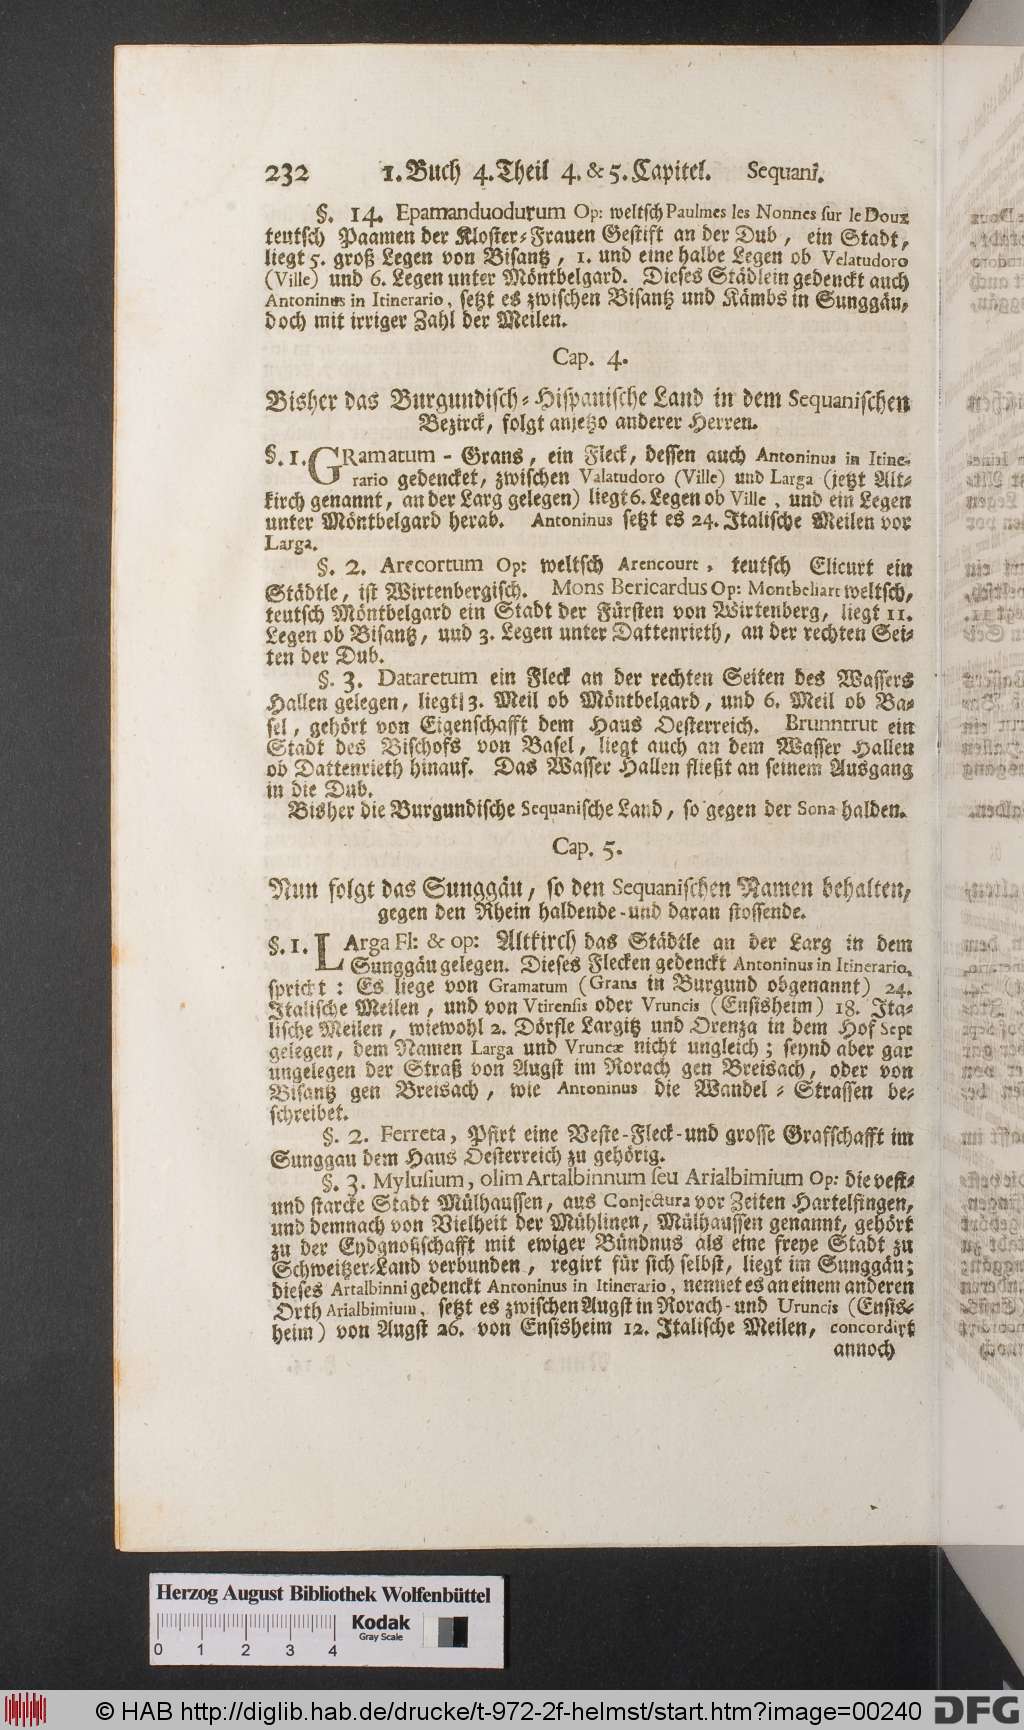 232 1. Buch 4. Theil 4. & 5. Capitel. Sequani.
§. 14. Epamanduodurum Op: weltsch Paulmes les Nonnes sur le Doux
teutsch Paamen der Kloster-Frauen Gestift an der Dub, ein Stadt,
liegt 5. groß Legen von Bisantz, 1. und eine halbe Legen ob Velatudoro
(Ville) und 6. Legen unter Möntbelgard. Dieses Städlein gedenckt auch
Antoninus in Itinerario, setzt es zwischen Bisantz und Kämbs in Sunggäu,
doch mit irriger Zahl der Meilen.
Cap. 4.
Bisher das Burgundisch-Hispanische Land in dem Sequanischen
Bezirck, folgt anjetzo anderer Herren.
§. 1. GRamatum - Grans, ein Fleck, dessen auch Antoninus in Itine-
rario gedencket, zwischen Valatudoro (Ville) und Larga (jetzt Alt-
kirch genannt, an der Larg gelegen) liegt 6. Legen ob Ville, und ein Legen
unter Möntbelgard herab. Antoninus setzt es 24. Italische Meilen vor
Larga.
§. 2. Arecortum Op: weltsch Arencourt, teutsch Elicurt ein
Städtle, ist Wirtenbergisch. Mons Bericardus Op: Montbeliart weltsch,
teutsch Möntbelgard ein Stadt der Fürsten von Wirtenberg, liegt 11.
Legen ob Bisantz, und 3. Legen unter Dattenrieth, an der rechten Sei-
ten der Dub.
§. 3. Dataretum ein Fleck an der rechten Seiten des Wassers
Hallen gelegen, liegt 3. Meil ob Möntbelgard, und 6. Meil ob Ba-
sel, gehört von Eigenschafft dem Haus Oesterreich. Brunntrut ein
Stadt des Bischofs von Basel, liegt auch an dem Wasser Hallen
ob Dattenrieth hinauf. Das Wasser Hallen fließt an seinem Ausgang
in die Dub.
Bisher die Burgundische Sequanische Land, so gegen der Sona halden.
Cap. 5.
Nun folgt das Sunggäu, so den Sequanischen Namen behalten,
gegen den Rhein haldende-und daran stossende.
§. 1. LArga Fl: & op: Altkirch das Städtle an der Larg in dem
Sunggäu gelegen. Dieses Flecken gedenckt Antoninus in Itinerario,
spricht: Es liege von Gramatum (Grans in Burgund obgenannt) 24.
Italische Meilen, und von Vtirensis oder Vruncis (Ensisheim) 18. Ita-
lische Meilen, wiewohl 2. Dörfle Largitz und Orenza in dem Hof Sept
gelegen, dem Namen Larga und Vruncæ nicht ungleich; seynd aber gar
ungelegen der Straß von Augst im Rorach gen Breisach, oder von
Bisantz gen Breisach, wie Antoninus die Wandel-Strassen be-
schreibet.
§. 2. Ferreta, Pfirt eine Veste-Fleck-und grosse Grafschafft im
Sunggau dem Haus Oesterreich zu gehörig.
§. 3. Mylusium, olim Artalbinnum seu Arialbimium Op: die vest-
und starcke Stadt Mülhaussen, aus Conjectura vor Zeiten Hartelfingen,
und demnach von Vielheit der Mühlinen, Mülhaussen genannt, gehört
zu der Eydgnoßschafft mit ewiger Bündnus als eine freye Stadt zu
Schweitzer-Land verbunden, regirt für sich selbst, liegt im Sunggäu;
dieses Artalbinni gedenckt Antoninus in Itinerario, nennet es an einem anderen
Orth Arialbimium, setzt es zwischen Augst in Rorach-und Uruncis (Ensis-
heim) von Augst 26. von Ensisheim 12. Italische Meilen, concordirt
annoch
Herzog August Bibliothek Wolfenbüttel
Kodak
Gray Scale
0 1 2 3 4
© HAB http://diglib.hab.de/drucke/t-972-2f-helmst/start.htm?image=00240
DFG